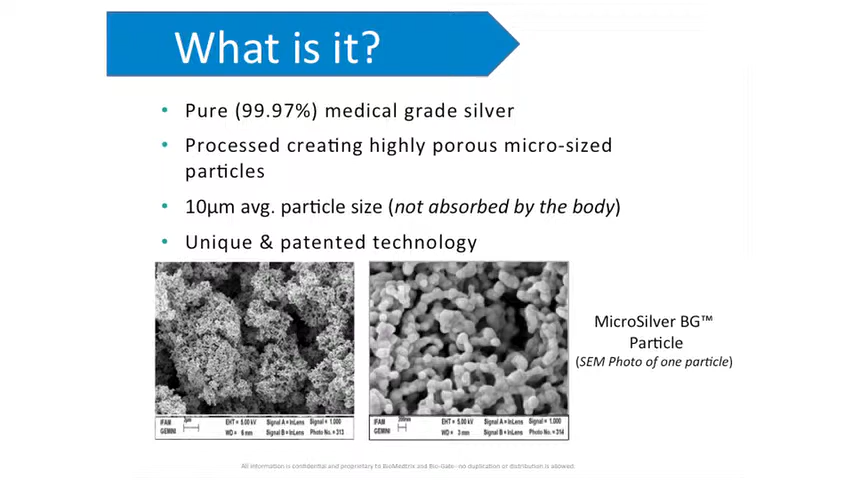 What is it?
• Pure (99.97%) medical grade silver
• Processed creating highly porous micro-sized
particles
• 10µm avg. particle size (not absorbed by the body)
• Unique & patented technology
MicroSilver BG™
Particle
(SEM Photo of one particle)
IFAM
GEMINI
2µm
EHT = 5.00 kV
WD = 6 mm
Signal A = InLens
Signal B = InLens
Signal = 1.000
Photo No. = 313
IFAM
GEMINI
200nm
EHT = 5.00 kV
WD = 3 mm
Signal A = InLens
Signal B = InLens
Signal = 1.000
Photo No. = 314
All information is confidential and proprietary to BioMedtrix and Bio-Gate- no duplication or distribution is allowed.